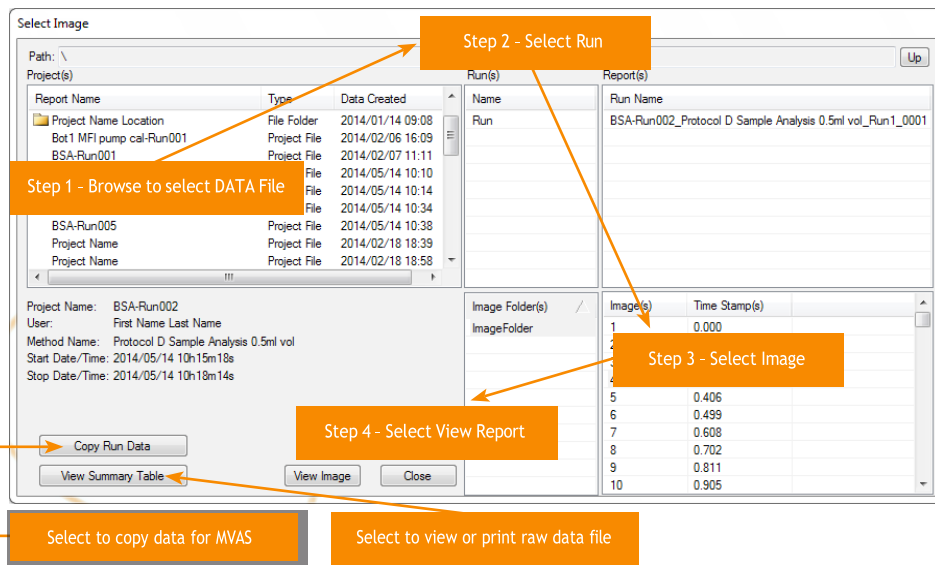 Select Image
Step 2 – Select Run
Path: \
Up
Project(s)
Run(s)
Report(s)
Report Name Type Data Created
Project Name Location File Folder 2014/01/14 09:08
Bot1 MFI pump cal-Run001 Project File 2014/02/06 16:09
BSA-Run001 Project File 2014/02/07 11:11
File 2014/05/14 10:10
Step 1 – Browse to select DATA File
File 2014/05/14 10:14
File 2014/05/14 10:34
BSA-Run005 Project File 2014/05/14 10:38
Project Name Project File 2014/02/18 18:39
Project Name Project File 2014/02/18 18:58
Name
Run
Run Name
BSA-Run002_Protocol D Sample Analysis 0.5ml vol_Run1_0001
Project Name: BSA-Run002
User: First Name Last Name
Method Name: Protocol D Sample Analysis 0.5ml vol
Start Date/Time: 2014/05/14 10h15m18s
Stop Date/Time: 2014/05/14 10h18m14s
Image Folder(s)
ImageFolder
Image(s) Time Stamp(s)
1 0.000
Step 3 – Select Image
5 0.406
6 0.499
7 0.608
8 0.702
9 0.811
10 0.905
Step 4 – Select View Report
Copy Run Data
View Summary Table
View Image
Close
Select to copy data for MVAS
Select to view or print raw data file